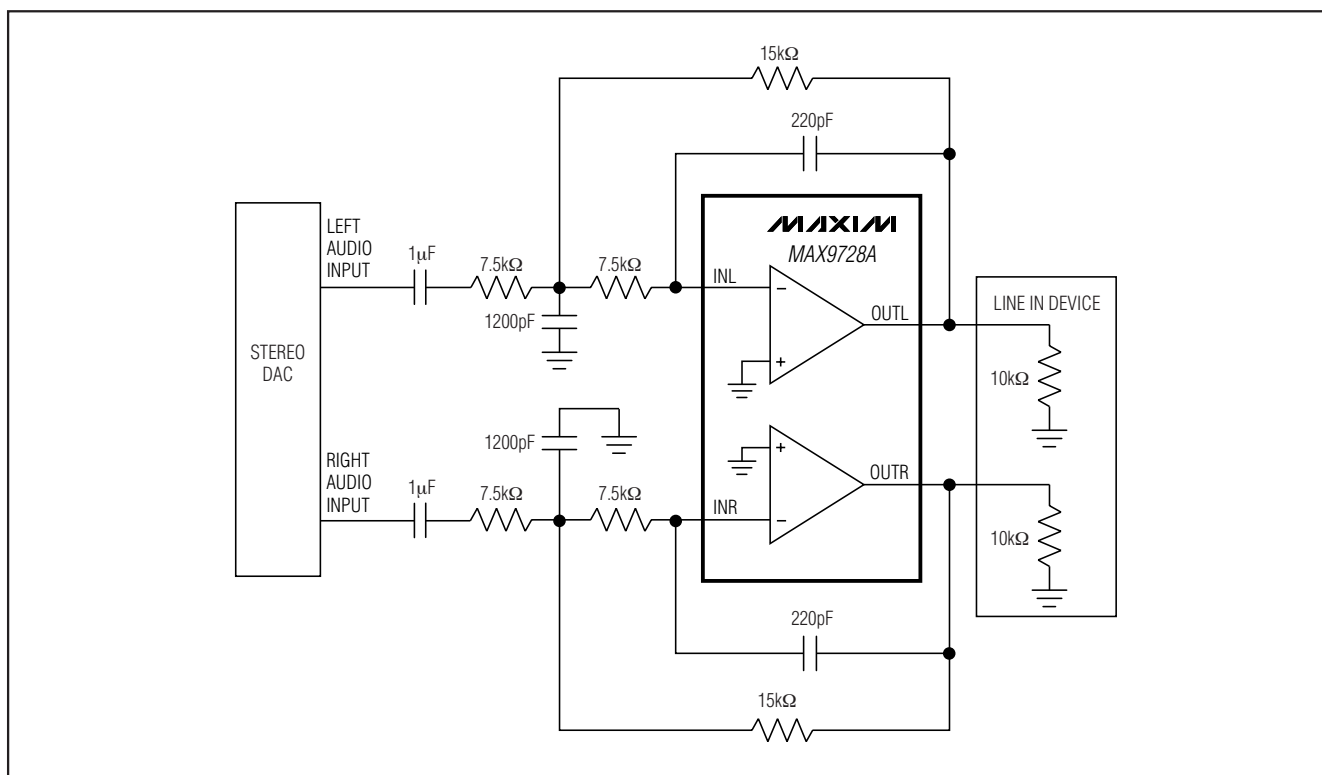 15kΩ
220pF
LEFT
AUDIO
INPUT
1μF
7.5kΩ
7.5kΩ
1200pF
MAXIM
MAX9728A
INL
−
+
OUTL
LINE IN DEVICE
10kΩ
STEREO
DAC
1200pF
RIGHT
AUDIO
INPUT
1μF
7.5kΩ
7.5kΩ
+
INR
−
OUTR
10kΩ
220pF
15kΩ